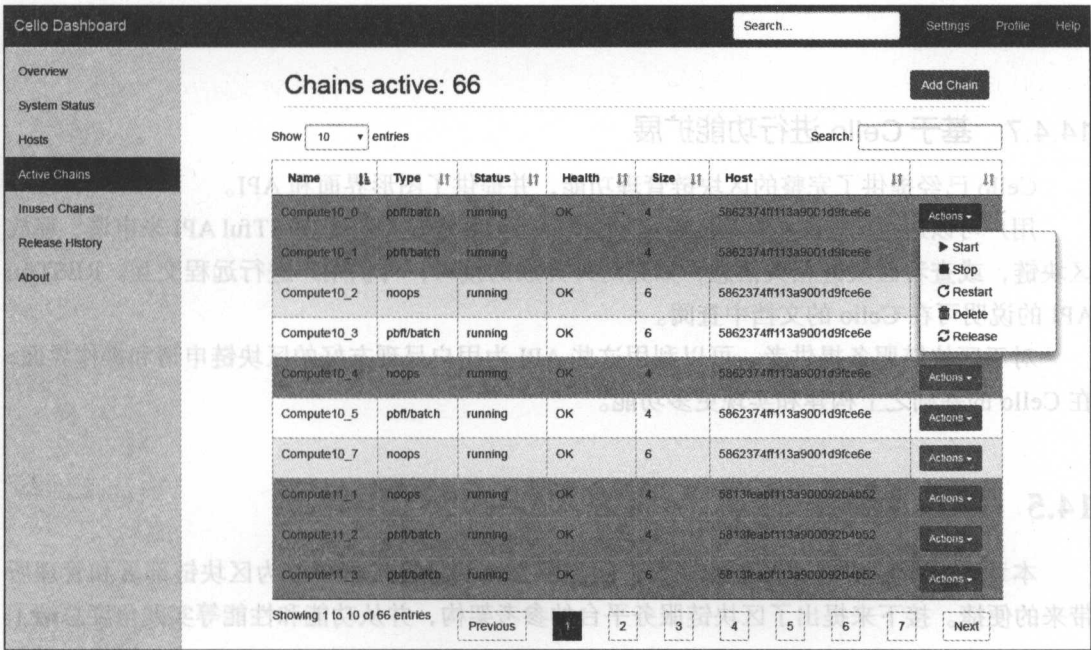 Cello Dashboard Search... Settings Profile Help
Overview
System Status
Hosts
Active Chains
Inused Chains
Release History
About
Chains active: 66 Add Chain
Show 10 entries Search:
Name Type Status Health Size Host
Compute10_0 pbft/batch running OK 4 5862374ff113a9001d9fce6e Actions
Compute10_1 pbft/batch running OK 4 5862374ff113a9001d9fce6e
Compute10_2 noops running OK 6 5862374ff113a9001d9fce6e
Compute10_3 pbft/batch running OK 6 5862374ff113a9001d9fce6e
Start
Stop
Restart
Delete
Release
Compute10_4 noops running OK 4 5862374ff113a9001d9fce6e Actions
Compute10_5 pbft/batch running OK 4 5862374ff113a9001d9fce6e Actions
Compute10_7 noops running OK 6 5862374ff113a9001d9fce6e Actions
Compute11_1 noops running OK 4 5813feabf113a900092b4b52 Actions
Compute11_2 pbft/batch running OK 4 5813feabf113a900092b4b52 Actions
Compute11_3 pbft/batch running OK 6 5813feabf113a900092b4b52 Actions
Showing 1 to 10 of 66 entries Previous 1 2 3 4 5 6 7 Next